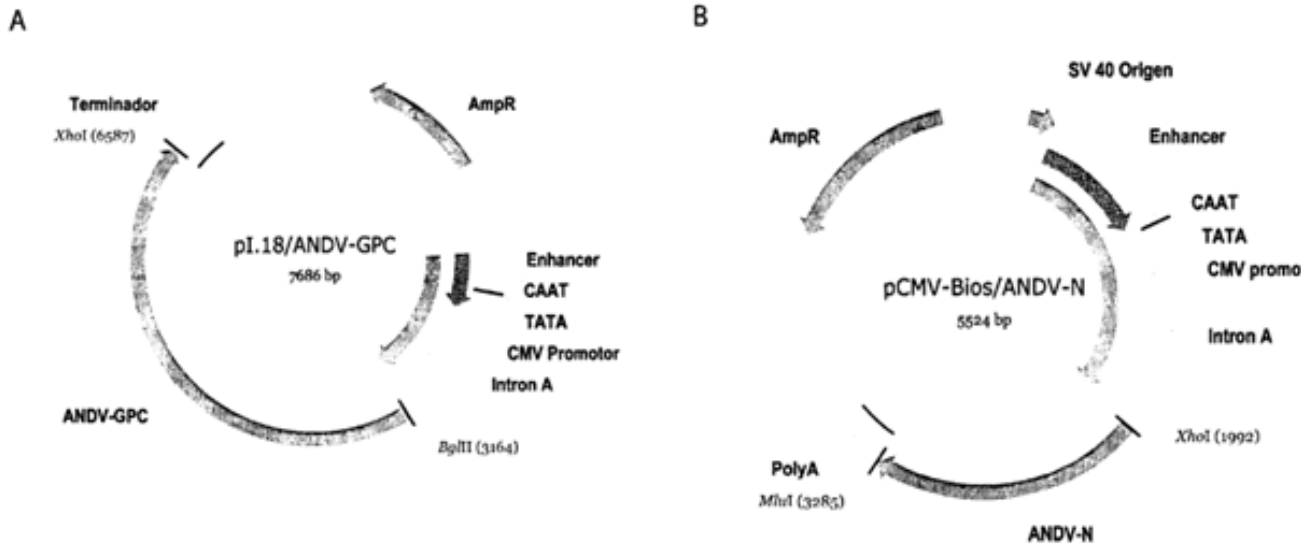 A
Terminador
XhoI (6587)
AmpR
pI.18/ANDV-GPC
7686 bp
Enhancer
CAAT
TATA
CMV Promotor
Intron A
ANDV-GPC
BglII (3164)
B
SV 40 Origen
AmpR
Enhancer
CAAT
TATA
CMV promo
pCMV-Bios/ANDV-N
5524 bp
Intron A
XhoI (1992)
PolyA
MluI (3285)
ANDV-N